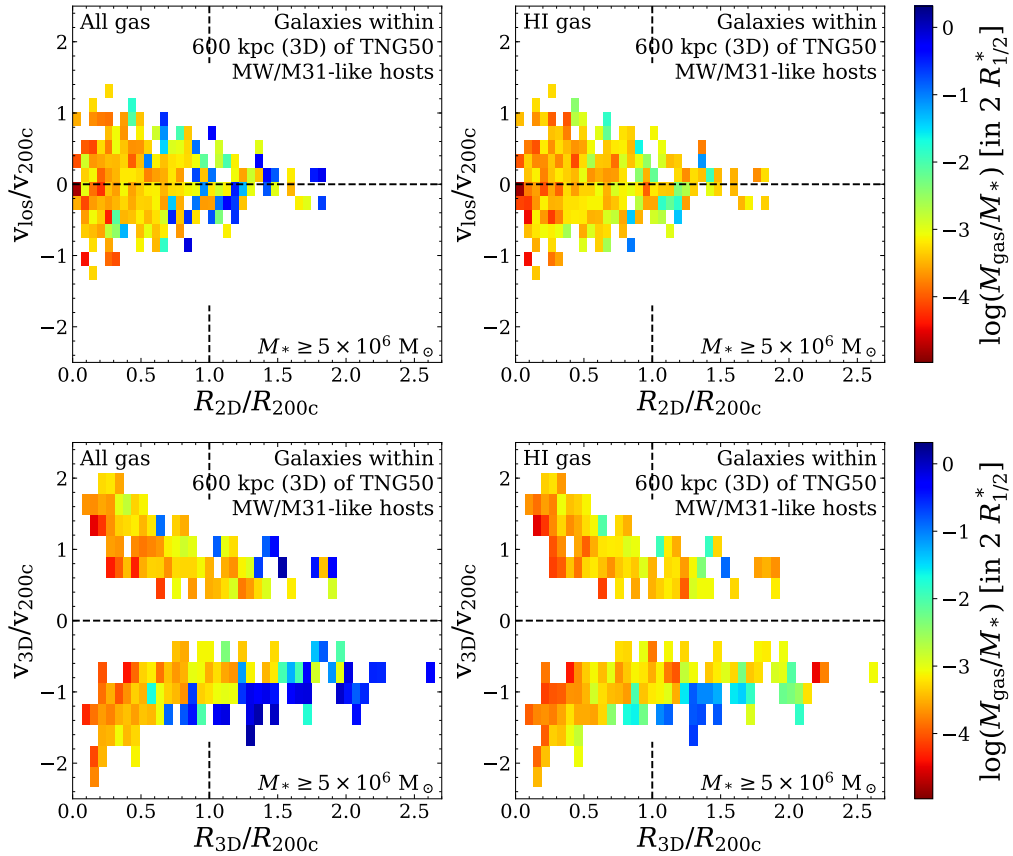 All gas
Galaxies within
600 kpc (3D) of TNG50
MW/M31-like hosts
2
1
0
−1
−2
v_los/v_200c
M_* ≥ 5 × 10^6 M_⊙
0.0 0.5 1.0 1.5 2.0 2.5
R_2D/R_200c
HI gas
Galaxies within
600 kpc (3D) of TNG50
MW/M31-like hosts
2
1
0
−1
−2
v_los/v_200c
M_* ≥ 5 × 10^6 M_⊙
0.0 0.5 1.0 1.5 2.0 2.5
R_2D/R_200c
0
−1
−2
−3
−4
log(M_gas/M_*) [in 2 R^*_1/2]
All gas
Galaxies within
600 kpc (3D) of TNG50
MW/M31-like hosts
2
1
0
−1
−2
v_3D/v_200c
M_* ≥ 5 × 10^6 M_⊙
0.0 0.5 1.0 1.5 2.0 2.5
R_3D/R_200c
HI gas
Galaxies within
600 kpc (3D) of TNG50
MW/M31-like hosts
2
1
0
−1
−2
v_3D/v_200c
M_* ≥ 5 × 10^6 M_⊙
0.0 0.5 1.0 1.5 2.0 2.5
R_3D/R_200c
0
−1
−2
−3
−4
log(M_gas/M_*) [in 2 R^*_1/2]